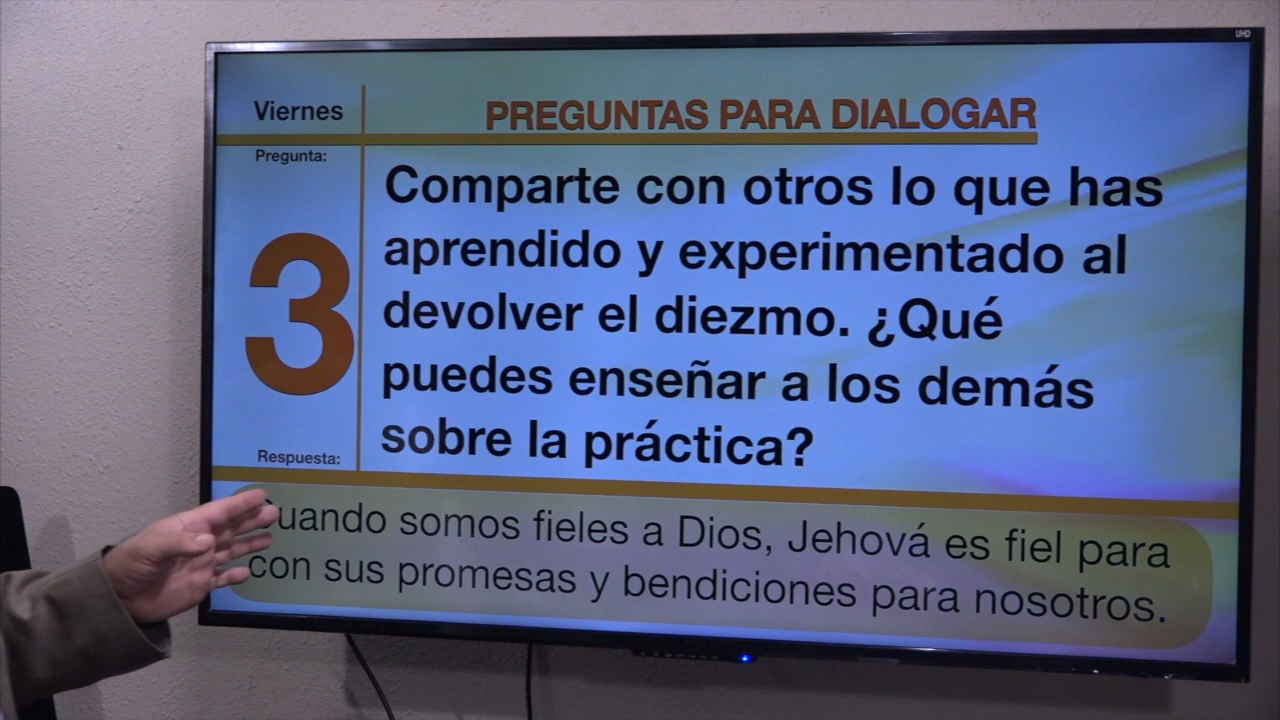 UHD
Viernes
PREGUNTAS PARA DIALOGAR
Pregunta:
3
Comparte con otros lo que has
aprendido y experimentado al
devolver el diezmo. ¿Qué
puedes enseñar a los demás
sobre la práctica?
Respuesta:
Cuando somos fieles a Dios, Jehová es fiel para
con sus promesas y bendiciones para nosotros.